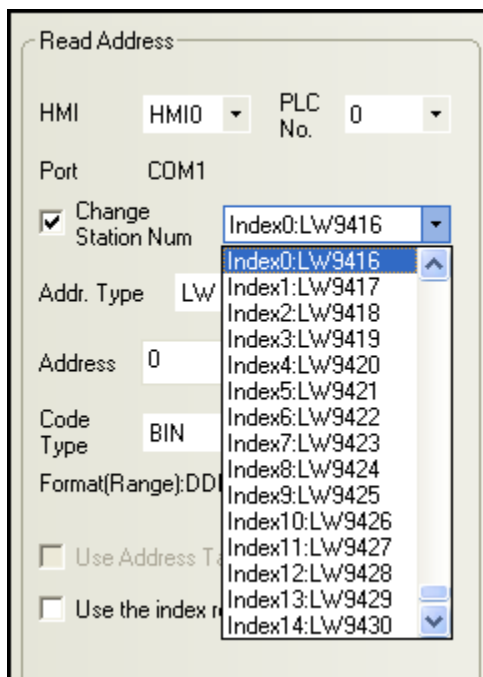 Read Address
HMI HMI0 PLC No. 0
Port COM1
Change Station Num Index0:LW9416
Index0:LW9416
Index1:LW9417
Addr. Type LW Index2:LW9418
Index3:LW9419
Address 0 Index4:LW9420
Index5:LW9421
Index6:LW9422
Code Type BIN Index7:LW9423
Index8:LW9424
Format(Range):DD Index9:LW9425
Index10:LW9426
Use Address Index11:LW9427
Index12:LW9428
Use the index Index13:LW9429
Index14:LW9430